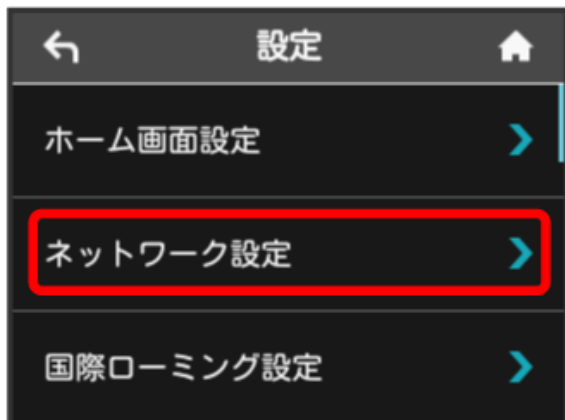 設定
ホーム画面設定
ネットワーク設定
国際ローミング設定